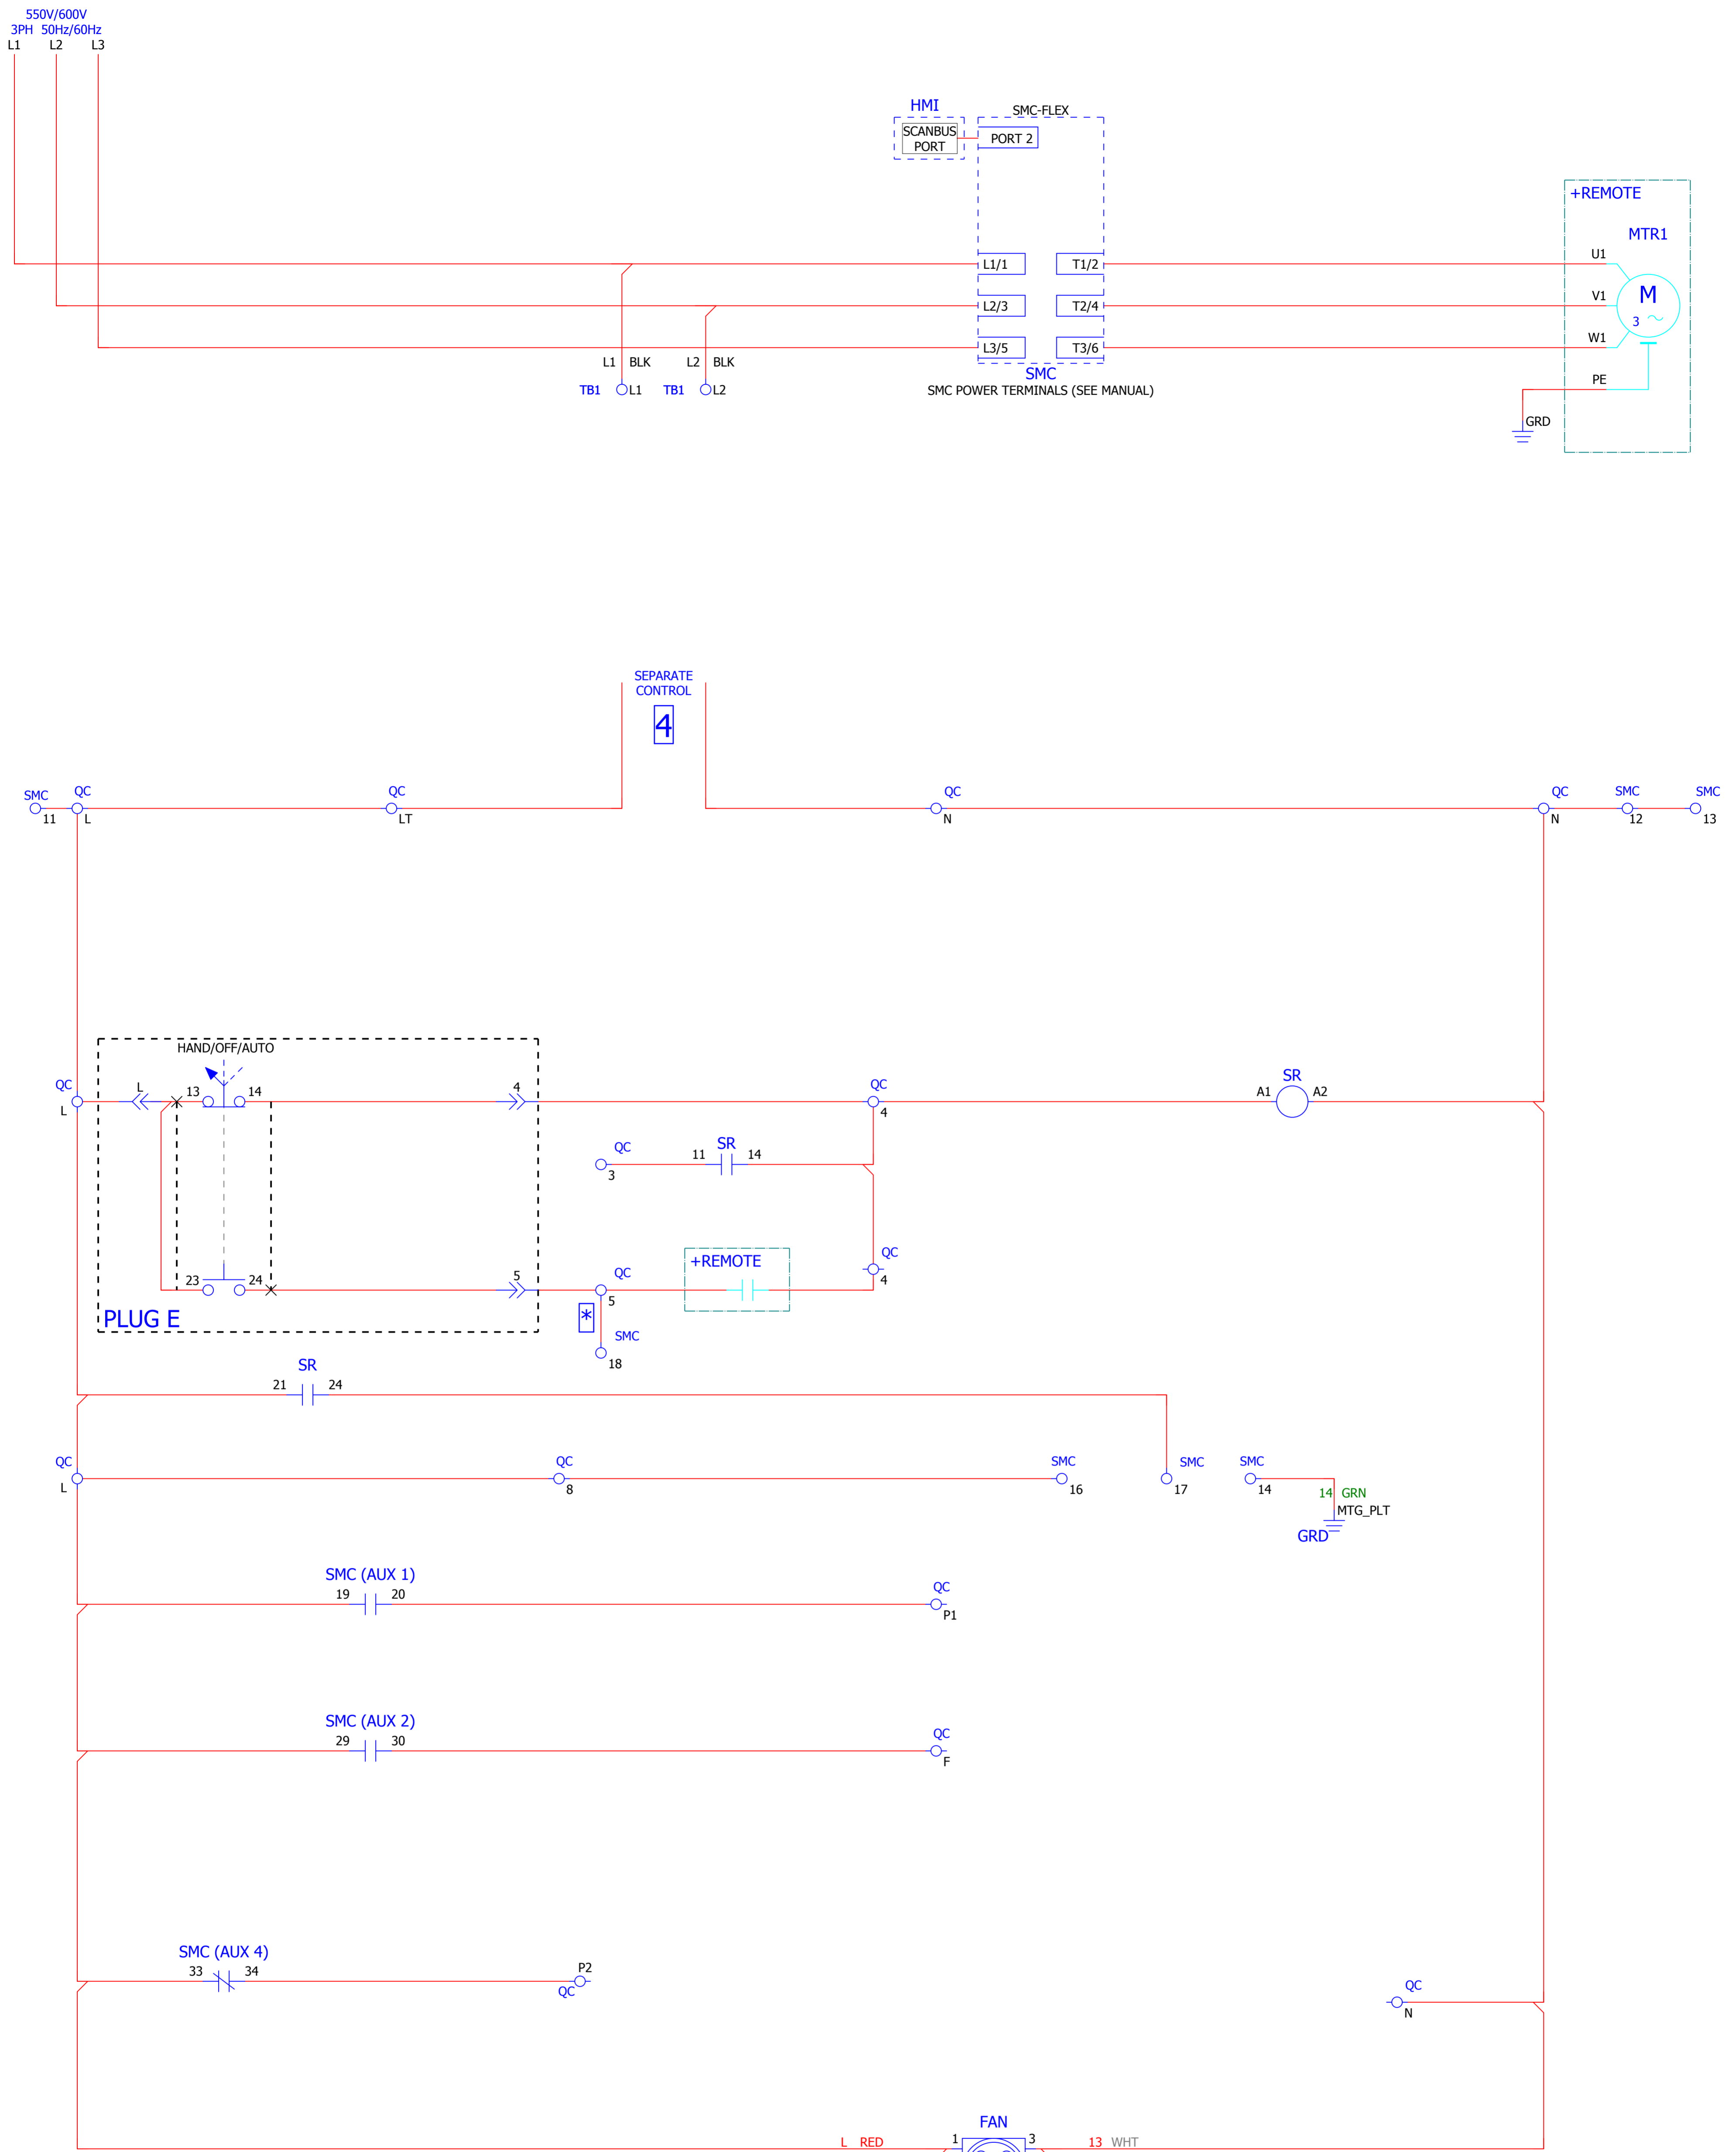 550V/600V
3PH 50Hz/60Hz
L1 L2 L3
HMI
SCANBUS
PORT
SMC-FLEX
PORT 2
+REMOTE
MTR1
L1/1 T1/2 U1
L2/3 T2/4 V1
M
3
L3/5 T3/6 W1
L1 BLK L2 BLK
SMC
TB1 L1 TB1 L2
SMC POWER TERMINALS (SEE MANUAL)
PE
GRD
SEPARATE
CONTROL
4
SMC QC QC QC QC SMC SMC
11 L LT N N 12 13
HAND/OFF/AUTO
QC L 13 14 4 QC SR
A1 A2
L 4
QC SR
11 14
3
+REMOTE
QC
4
QC
23 24 5
5
PLUG E
*
SMC
18
SR
21 24
QC QC SMC SMC SMC
L 8 16 17 14
14 GRN
MTG_PLT
GRD
SMC (AUX 1)
19 20 QC
P1
SMC (AUX 2)
29 30 QC
F
SMC (AUX 4)
33 34 P2
QC
QC
N
FAN
L RED 1 3 13 WHT